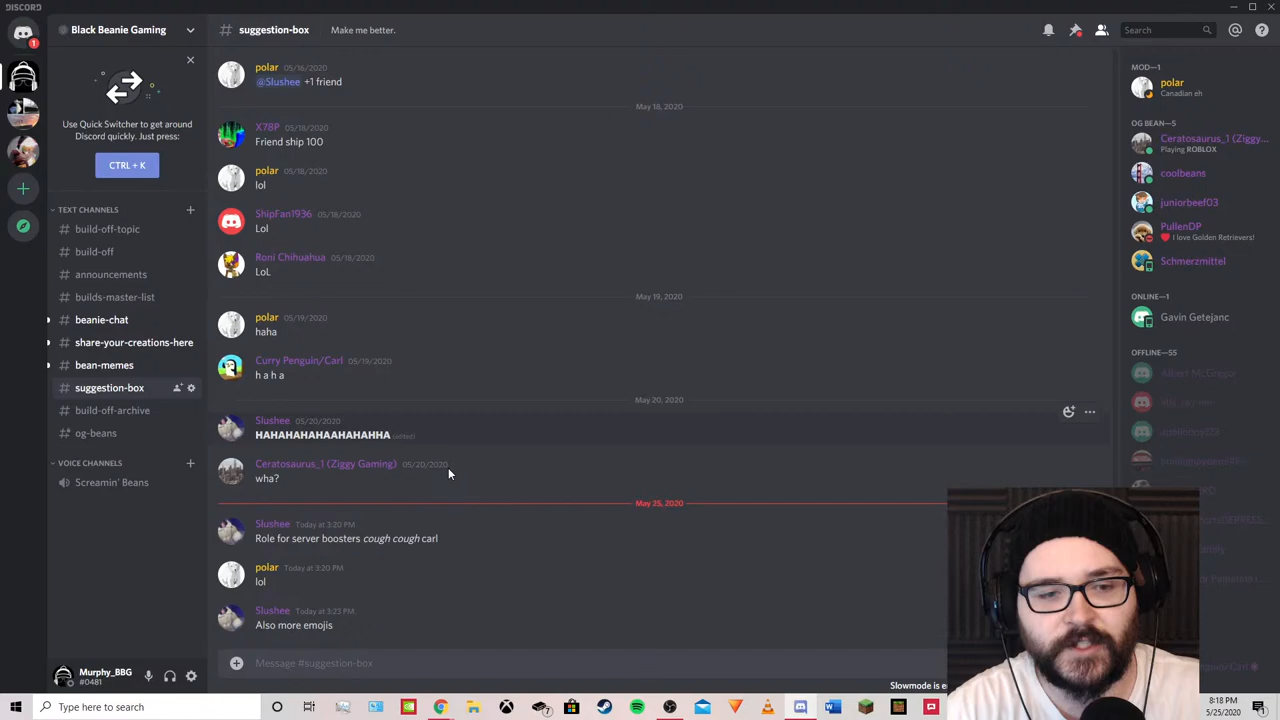 DISCORD
Black Beanie Gaming
# suggestion-box Make me better.
Search
1
Use Quick Switcher to get around
Discord quickly. Just press:
CTRL + K
TEXT CHANNELS
# build-off-topic
# build-off
# announcements
# builds-master-list
# beanie-chat
# share-your-creations-here
# bean-memes
# suggestion-box
# build-off-archive
# og-beans
VOICE CHANNELS
Screamin' Beans
Murphy_BBG
#0481
polar 05/16/2020
@Slushee +1 friend
May 18, 2020
X78P 05/18/2020
Friend ship 100
polar 05/18/2020
lol
ShipFan1936 05/18/2020
Lol
Roni Chihuahua 05/18/2020
LoL
May 19, 2020
polar 05/19/2020
haha
Curry Penguin/Carl 05/19/2020
h a h a
May 20, 2020
Slushee 05/20/2020
HAHAHAHAHAAHAHAHHA (edited)
Ceratosaurus_1 (Ziggy Gaming) 05/20/2020
wha?
May 25, 2020
Slushee Today at 3:20 PM
Role for server boosters cough cough carl
polar Today at 3:20 PM
lol
Slushee Today at 3:23 PM
Also more emojis
Message #suggestion-box
Slowmode is e
MOD—1
polar
Canadian eh
OG BEAN—5
Ceratosaurus_1 (Ziggy...
Playing ROBLOX
coolbeans
juniorbeef03
PullenDP
I love Golden Retrievers!
Schmerzmittel
ONLINE—1
Gavin Getejanc
OFFLINE—55
Albert McGregor
Type here to search
8:18 PM
5/25/2020